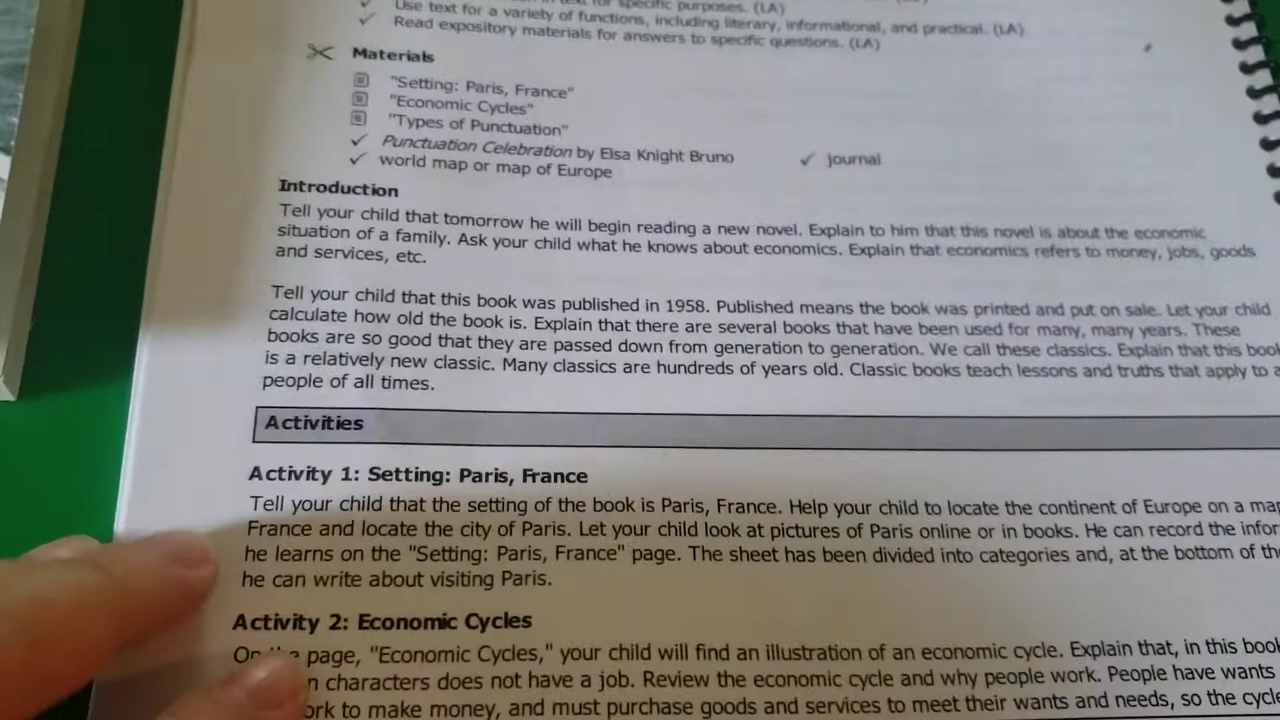 text for specific purposes. (LA)
Use text for a variety of functions, including literary, informational, and practical. (LA)
Read expository materials for answers to specific questions. (LA)
Materials
"Setting: Paris, France"
"Economic Cycles"
"Types of Punctuation"
Punctuation Celebration by Elsa Knight Bruno journal
world map or map of Europe
Introduction
Tell your child that tomorrow he will begin reading a new novel. Explain to him that this novel is about the economic
situation of a family. Ask your child what he knows about economics. Explain that economics refers to money, jobs, goods
and services, etc.
Tell your child that this book was published in 1958. Published means the book was printed and put on sale. Let your child
calculate how old the book is. Explain that there are several books that have been used for many, many years. These
books are so good that they are passed down from generation to generation. We call these classics. Explain that this book
is a relatively new classic. Many classics are hundreds of years old. Classic books teach lessons and truths that apply to
people of all times.
Activities
Activity 1: Setting: Paris, France
Tell your child that the setting of the book is Paris, France. Help your child to locate the continent of Europe on a
France and locate the city of Paris. Let your child look at pictures of Paris online or in books. He can record the
he learns on the "Setting: Paris, France" page. The sheet has been divided into categories and, at the bottom of
he can write about visiting Paris.
Activity 2: Economic Cycles
page, "Economic Cycles," your child will find an illustration of an economic cycle. Explain that, in this book
characters does not have a job. Review the economic cycle and why people work. People have wants
to make money, and must purchase goods and services to meet their wants and needs, so the